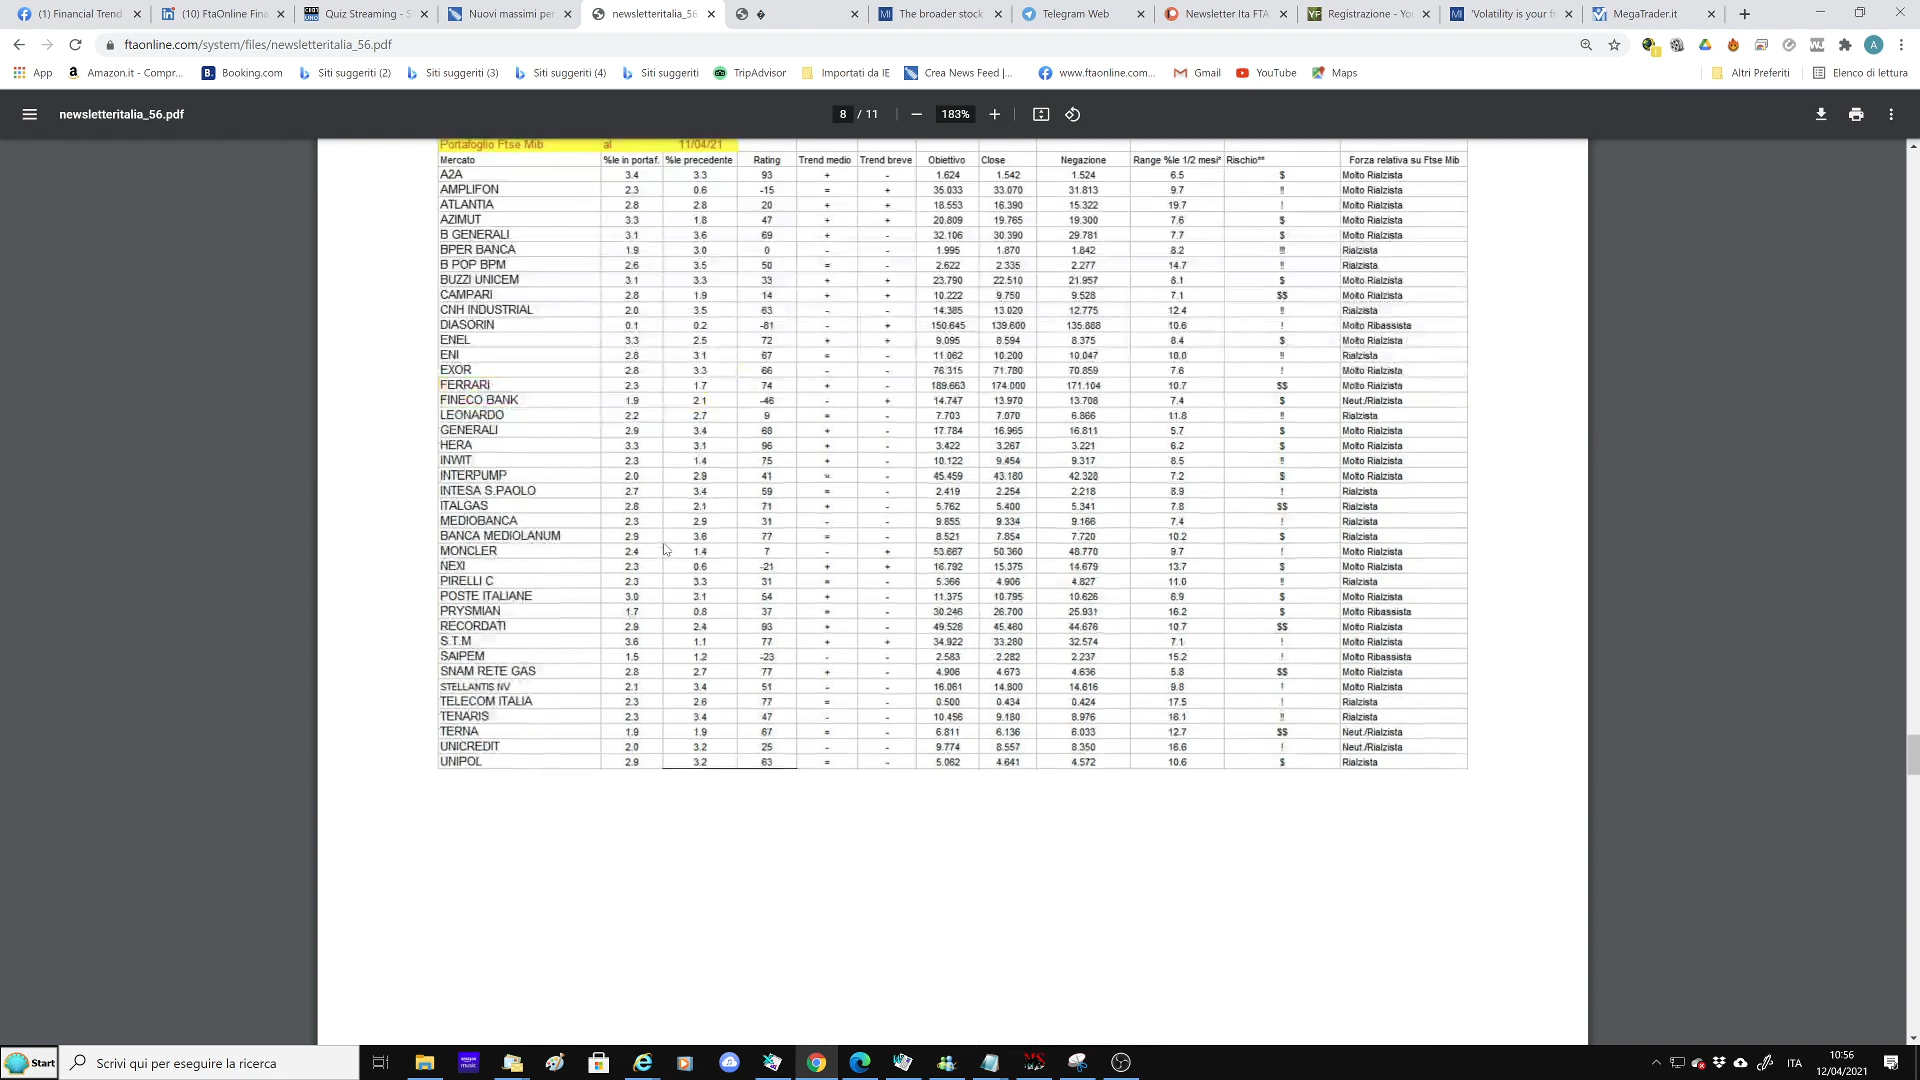 (1) Financial Trend
(10) FtaOnline Fina
Quiz Streaming - S
Nuovi massimi per
newsletteritalia_56
The broader stock
Telegram Web
Newsletter Ita FTA
Registrazione - Yo
'Volatility is your fr
MegaTrader.it
ftaonline.com/system/files/newsletteritalia_56.pdf
App
Amazon.it - Compr...
Booking.com
Siti suggeriti (2)
Siti suggeriti (3)
Siti suggeriti (4)
Siti suggeriti
TripAdvisor
Importati da IE
Crea News Feed |...
www.ftaonline.com...
Gmail
YouTube
Maps
Altri Preferiti
Elenco di lettura
newsletteritalia_56.pdf
8 / 11
183%
Portafoglio Ftse Mib al 11/04/21
Mercato %le in portaf. %le precedente Rating Trend medio Trend breve Obiettivo Close Negazione Range %le 1/2 mesi* Rischio** Forza relativa su Ftse Mib
A2A 3.4 3.3 93 + - 1.624 1.542 1.524 6.5 $ Molto Rialzista
AMPLIFON 2.3 0.6 -15 = + 35.033 33.070 31.813 9.7 !! Molto Rialzista
ATLANTIA 2.8 2.8 20 + + 18.553 16.390 15.322 19.7 ! Molto Rialzista
AZIMUT 3.3 1.8 47 + + 20.809 19.765 19.300 7.6 $ Molto Rialzista
B GENERALI 3.1 3.6 69 + - 32.106 30.390 29.781 7.7 $ Molto Rialzista
BPER BANCA 1.9 3.0 0 - - 1.995 1.870 1.842 8.2 !!! Rialzista
B POP BPM 2.6 3.5 50 = - 2.622 2.335 2.277 14.7 !! Rialzista
BUZZI UNICEM 3.1 3.3 33 + + 23.790 22.510 21.957 8.1 $ Molto Rialzista
CAMPARI 2.8 1.9 14 + + 10.222 9.750 9.528 7.1 $$ Molto Rialzista
CNH INDUSTRIAL 2.0 3.5 63 - - 14.385 13.020 12.775 12.4 !! Rialzista
DIASORIN 0.1 0.2 -81 - + 150.645 139.600 135.888 10.6 ! Molto Ribassista
ENEL 3.3 2.5 72 + + 9.095 8.594 8.375 8.4 $ Molto Rialzista
ENI 2.8 3.1 67 = - 11.062 10.200 10.047 10.0 !! Rialzista
EXOR 2.8 3.3 66 - - 76.315 71.780 70.859 7.6 ! Molto Rialzista
FERRARI 2.3 1.7 74 + - 189.663 174.000 171.104 10.7 $$ Molto Rialzista
FINECO BANK 1.9 2.1 -46 - + 14.747 13.970 13.708 7.4 $ Neut./Rialzista
LEONARDO 2.2 2.7 9 = - 7.703 7.070 6.866 11.8 !! Rialzista
GENERALI 2.9 3.4 68 + - 17.784 16.965 16.811 5.7 $ Molto Rialzista
HERA 3.3 3.1 96 + - 3.422 3.267 3.221 6.2 $ Molto Rialzista
INWIT 2.3 1.4 75 + - 10.122 9.454 9.317 8.5 !! Molto Rialzista
INTERPUMP 2.0 2.9 41 = - 45.459 43.180 42.328 7.2 $ Molto Rialzista
INTESA S.PAOLO 2.7 3.4 59 = - 2.419 2.254 2.218 8.9 ! Rialzista
ITALGAS 2.8 2.1 71 + - 5.762 5.400 5.341 7.8 $$ Rialzista
MEDIOBANCA 2.3 2.9 31 - - 9.855 9.334 9.166 7.4 ! Rialzista
BANCA MEDIOLANUM 2.9 3.6 77 = - 8.521 7.854 7.720 10.2 $ Rialzista
MONCLER 2.4 1.4 7 - + 53.667 50.360 48.770 9.7 ! Molto Rialzista
NEXI 2.3 0.6 -21 + + 16.792 15.375 14.679 13.7 $ Molto Rialzista
PIRELLI C 2.3 3.3 31 = - 5.366 4.906 4.827 11.0 !! Rialzista
POSTE ITALIANE 3.0 3.1 54 + - 11.375 10.795 10.626 6.9 $ Molto Rialzista
PRYSMIAN 1.7 0.8 37 = - 30.246 26.700 25.931 16.2 $ Molto Ribassista
RECORDATI 2.9 2.4 93 + - 49.528 45.460 44.676 10.7 $$ Molto Rialzista
S.T.M 3.6 1.1 77 + + 34.922 33.280 32.574 7.1 ! Molto Rialzista
SAIPEM 1.5 1.2 -23 - - 2.583 2.282 2.237 15.2 ! Molto Ribassista
SNAM RETE GAS 2.8 2.7 77 + - 4.906 4.673 4.636 5.8 $$ Molto Rialzista
STELLANTIS NV 2.1 3.4 51 - - 16.061 14.800 14.616 9.8 ! Molto Rialzista
TELECOM ITALIA 2.3 2.6 77 = - 0.500 0.434 0.424 17.5 ! Rialzista
TENARIS 2.3 3.4 47 - - 10.456 9.180 8.976 16.1 !! Rialzista
TERNA 1.9 1.9 67 = - 6.811 6.136 6.033 12.7 $$ Neut./Rialzista
UNICREDIT 2.0 3.2 25 - - 9.774 8.557 8.350 16.6 ! Neut./Rialzista
UNIPOL 2.9 3.2 63 = - 5.062 4.641 4.572 10.6 $ Rialzista
Start
Scrivi qui per eseguire la ricerca
ITA
10:56
12/04/2021